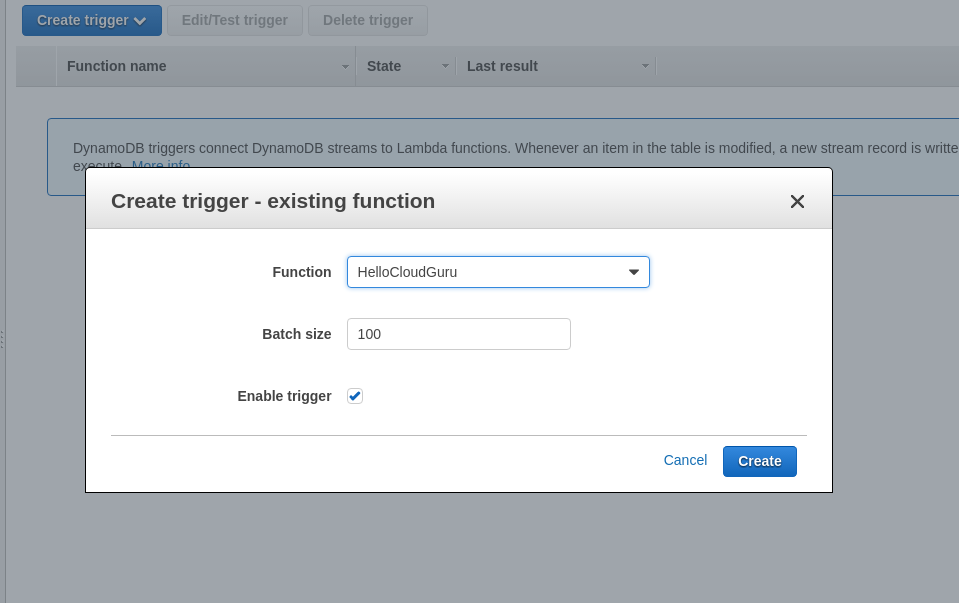 Create trigger Edit/Test trigger Delete trigger
Function name State Last result
DynamoDB triggers connect DynamoDB streams to Lambda functions. Whenever an item in the table is modified, a new stream record is writte
execute. More info
Create trigger - existing function
Function HelloCloudGuru
Batch size 100
Enable trigger
Cancel Create